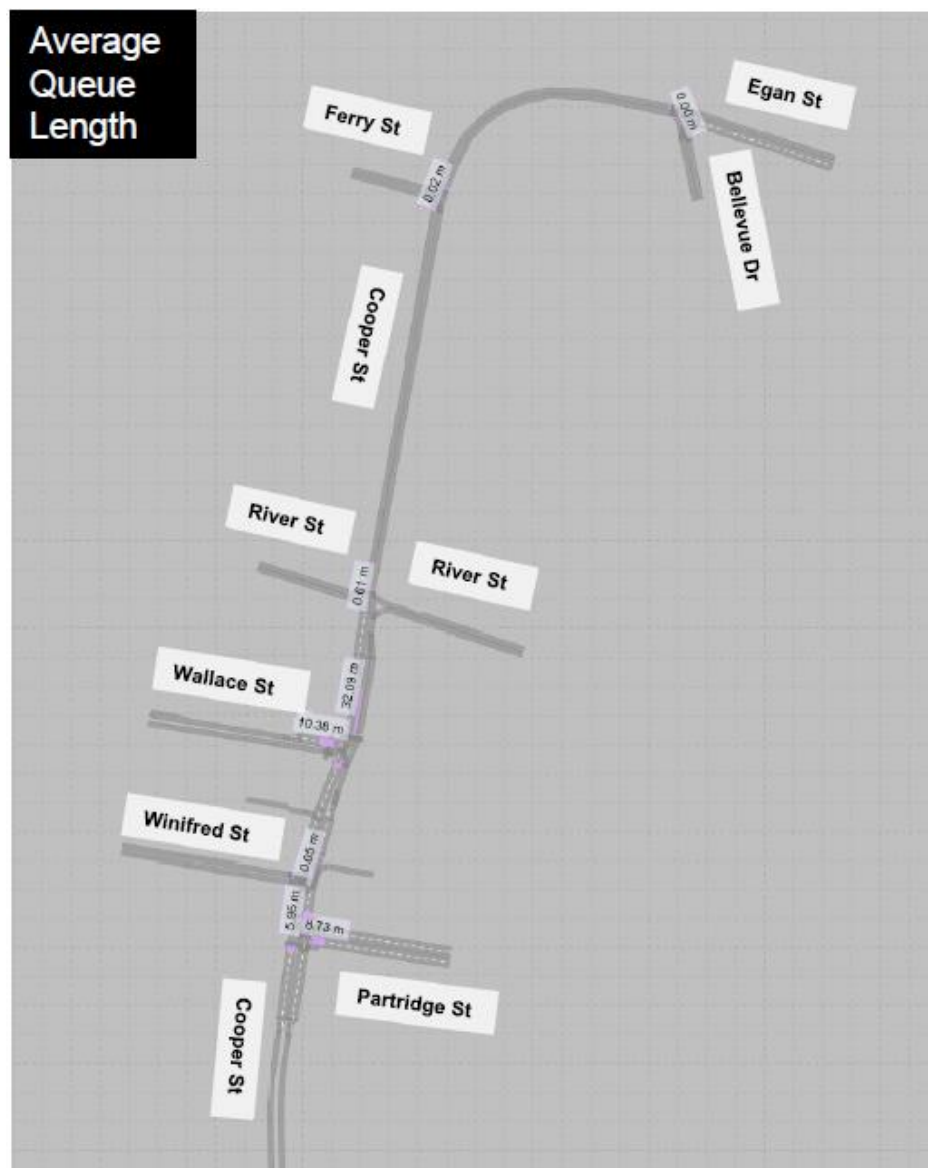 Average
Queue
Length
Egan St
0.00 m
Ferry St
0.02 m
Bellevue Dr
Cooper St
River St
River St
0.61 m
Wallace St
32.09 m
10.38 m
Winifred St
0.05 m
5.95 m
8.73 m
Partridge St
Cooper St